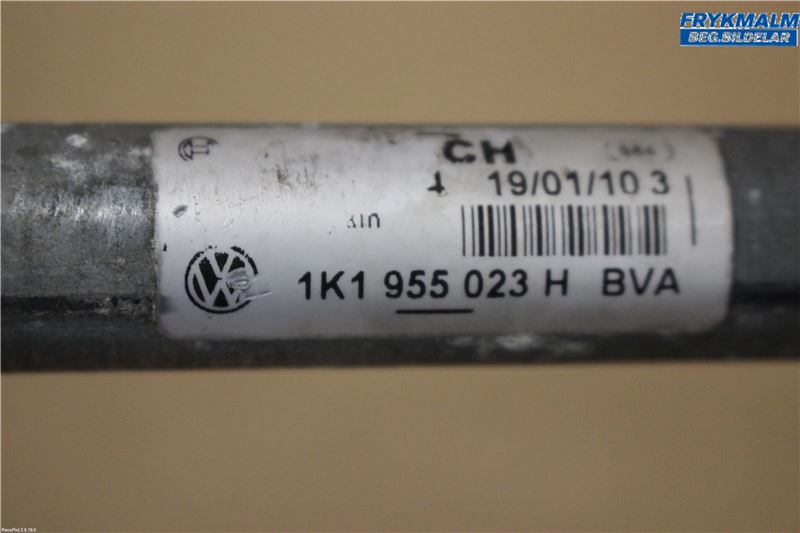 FRYKMALM
BEG.BILDELAR
CH
19/01/10 3
1K1 955 023 H BVA